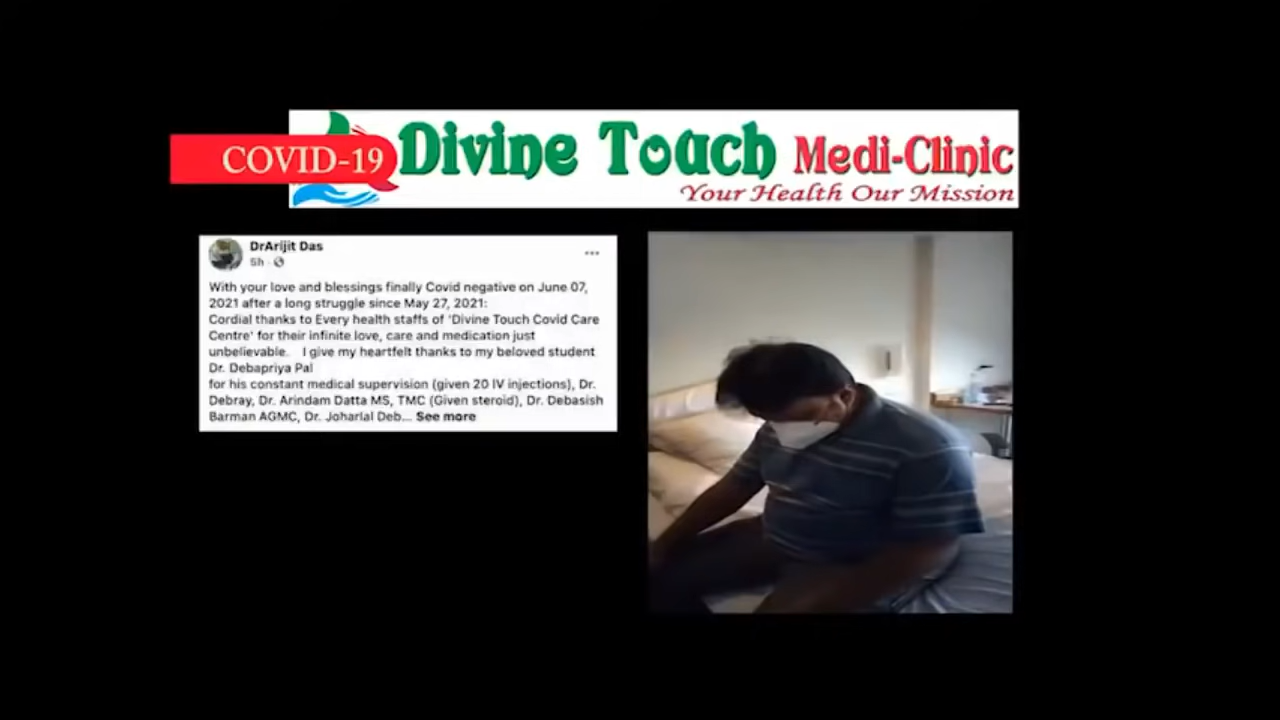 COVID-19
Divine Touch Medi-Clinic
Your Health Our Mission
DrArijit Das
5h
With your love and blessings finally Covid negative on June 07,
2021 after a long struggle since May 27, 2021:
Cordial thanks to Every health staffs of 'Divine Touch Covid Care
Centre' for their infinite love, care and medication just
unbelievable. I give my heartfelt thanks to my beloved student
Dr. Debapriya Pal
for his constant medical supervision (given 20 IV injections), Dr.
Debray, Dr. Arindam Datta MS, TMC (Given steroid), Dr. Debasish
Barman AGMC, Dr. Joharlal Deb... See more